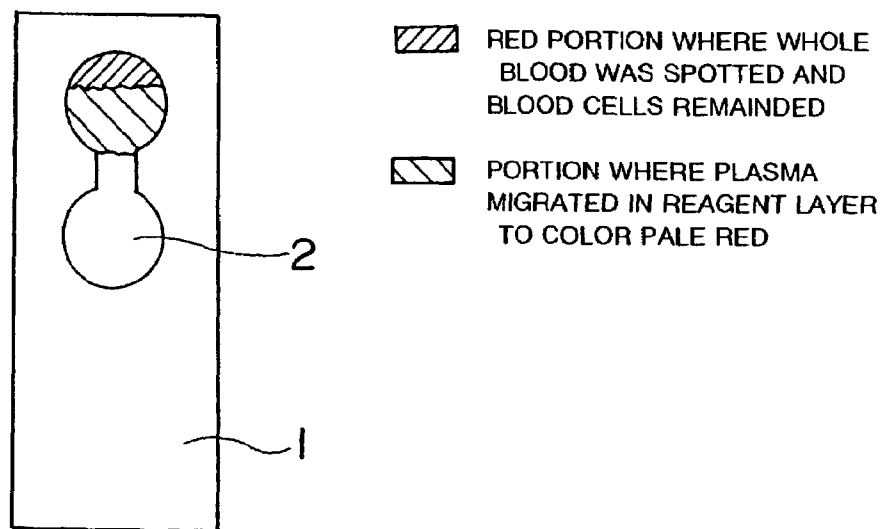 RED PORTION WHERE WHOLE
BLOOD WAS SPOTTED AND
BLOOD CELLS REMAINDED
PORTION WHERE PLASMA
MIGRATED IN REAGENT LAYER
TO COLOR PALE RED
2
1